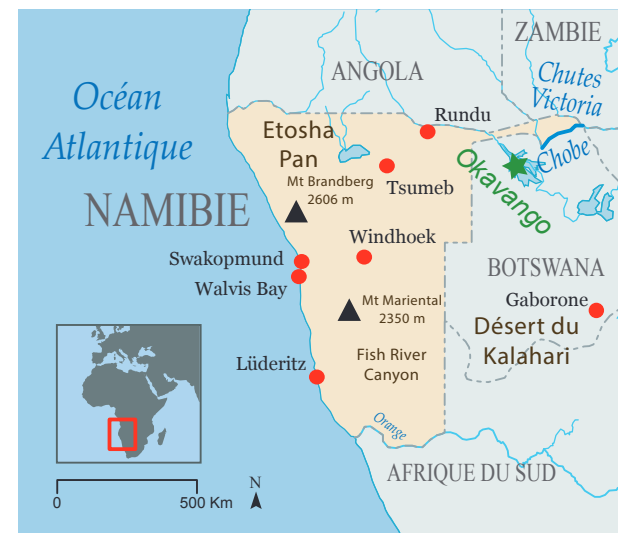 ZAMBIE
ANGOLA
Chutes
Victoria
Océan
Atlantique
Rundu
Etosha
Pan
Chobe
Okavango
Mt Brandberg
2606 m
Tsumeb
NAMIBIE
Windhoek
Swakopmund
Walvis Bay
BOTSWANA
Gaborone
Mt Mariental
2350 m
Désert du
Kalahari
Fish River
Canyon
Lüderitz
Orange
AFRIQUE DU SUD
N
0 500 Km